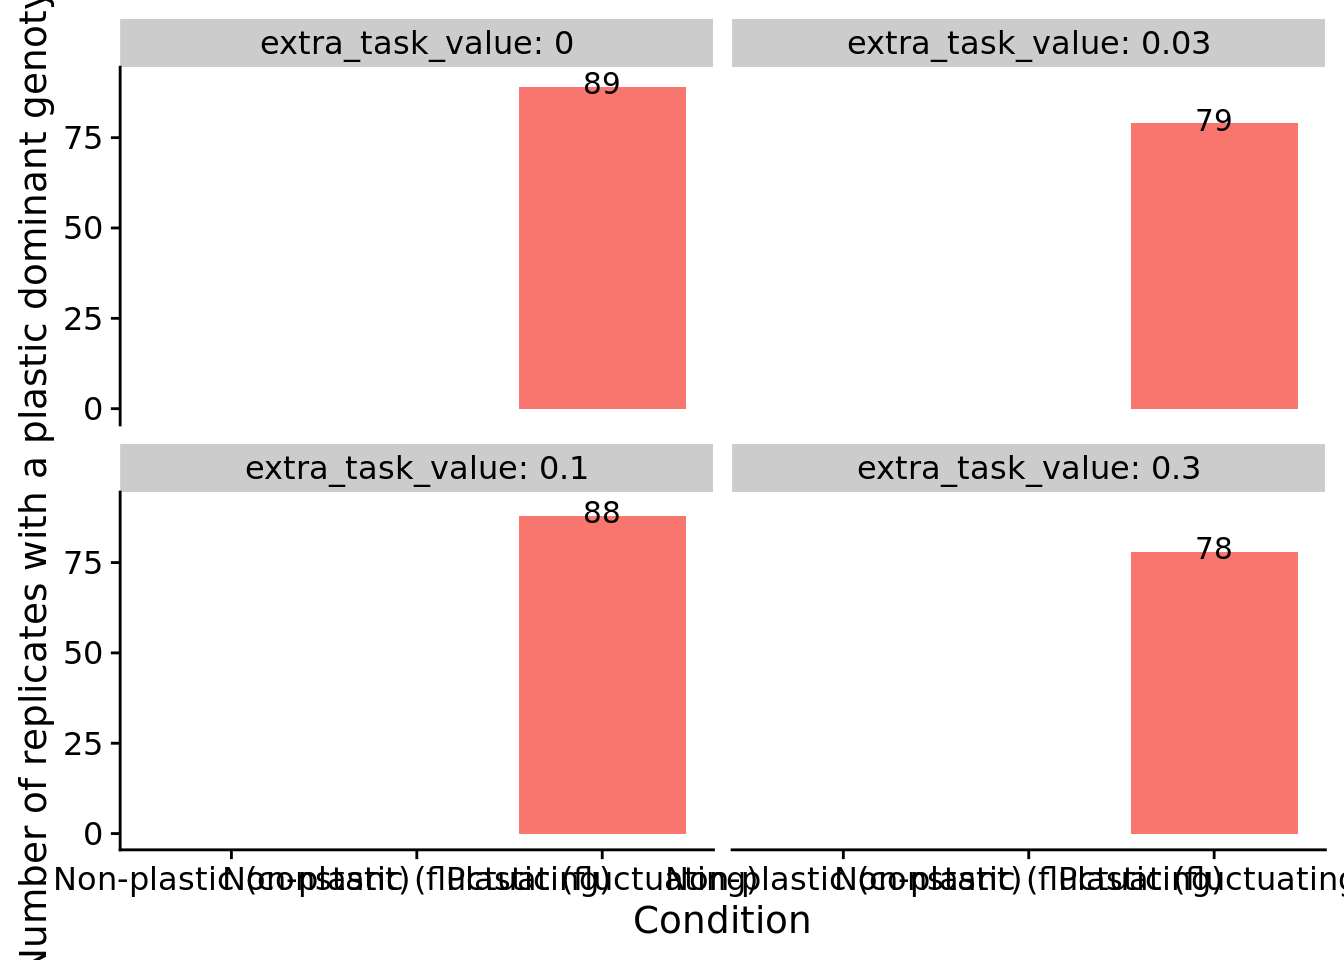 Number of replicates with a plastic dominant genoty
extra_task_value: 0
extra_task_value: 0.03
89
79
75
50
25
0
extra_task_value: 0.1
extra_task_value: 0.3
88
78
75
50
25
0
Non-plastic (constant)
Non-plastic (fluctuating)
Plastic (fluctuating)
Non-plastic (constant)
Non-plastic (fluctuating)
Plastic (fluctuating
Condition